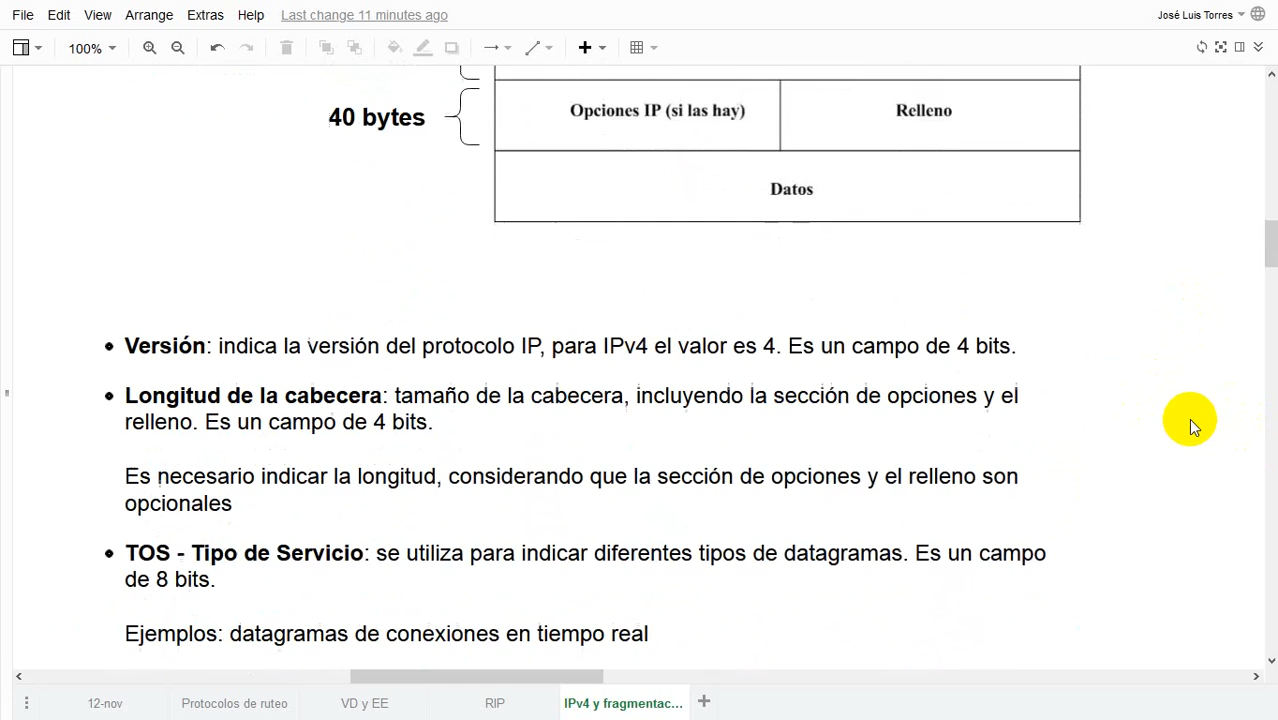 File Edit View Arrange Extras Help Last change 11 minutes ago José Luis Torres
100%
40 bytes
Opciones IP (si las hay) Relleno
Datos
Versión: indica la versión del protocolo IP, para IPv4 el valor es 4. Es un campo de 4 bits.
Longitud de la cabecera: tamaño de la cabecera, incluyendo la sección de opciones y el
relleno. Es un campo de 4 bits.
Es necesario indicar la longitud, considerando que la sección de opciones y el relleno son
opcionales
TOS - Tipo de Servicio: se utiliza para indicar diferentes tipos de datagramas. Es un campo
de 8 bits.
Ejemplos: datagramas de conexiones en tiempo real
12-nov Protocolos de ruteo VD y EE RIP IPv4 y fragmentac...